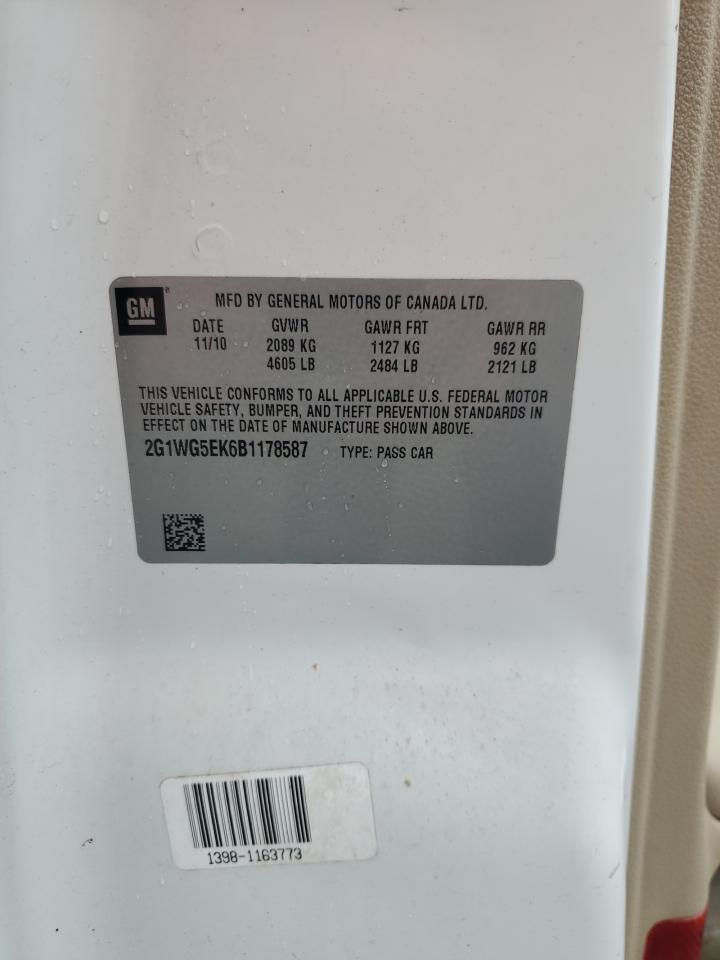 GM® MFD BY GENERAL MOTORS OF CANADA LTD.
DATE GVWR GAWR FRT GAWR RR
11/10 2089 KG 1127 KG 962 KG
4605 LB 2484 LB 2121 LB
THIS VEHICLE CONFORMS TO ALL APPLICABLE U.S. FEDERAL MOTOR
VEHICLE SAFETY, BUMPER, AND THEFT PREVENTION STANDARDS IN
EFFECT ON THE DATE OF MANUFACTURE SHOWN ABOVE.
2G1WG5EK6B1178587 TYPE: PASS CAR
1398-1163773